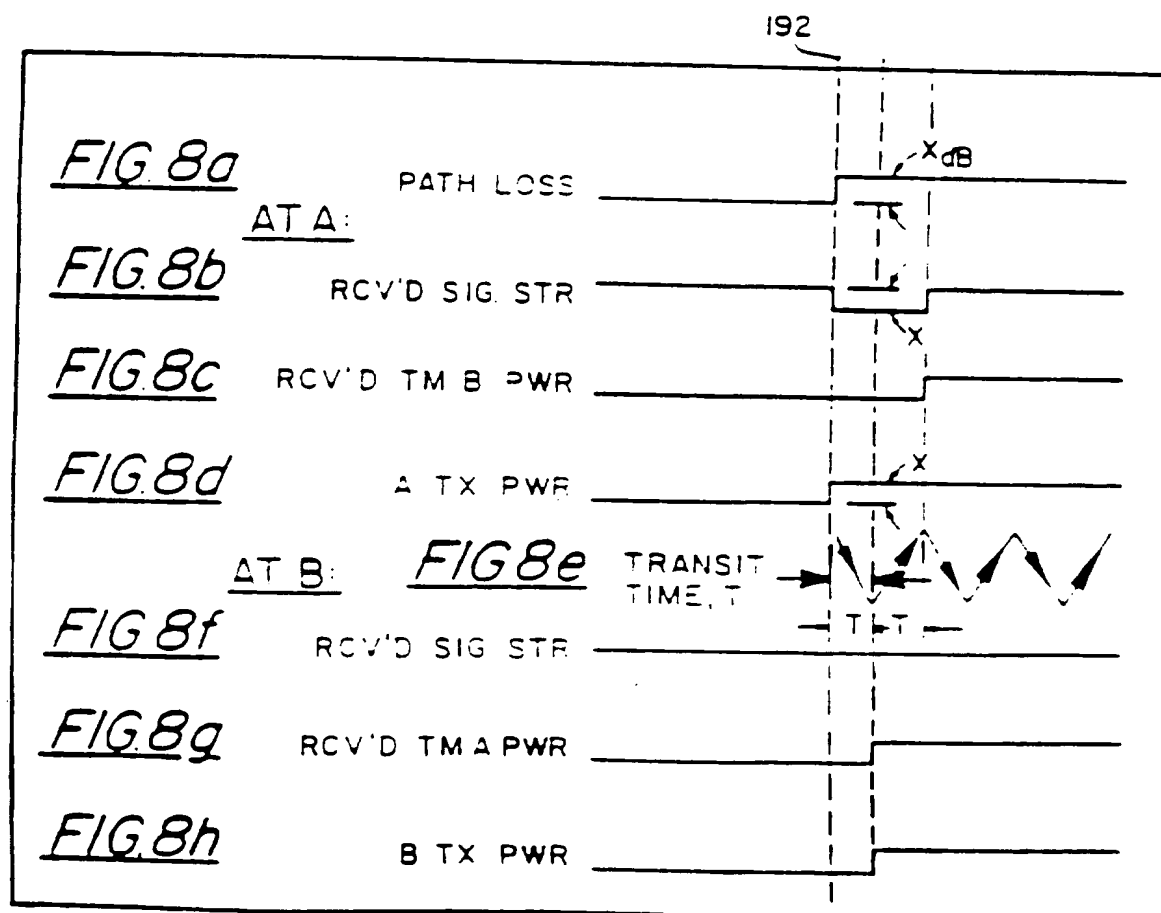 192
FIG. 8a PATH LOSS X dB
AT A:
FIG. 8b RCV'D SIG. STR X
FIG. 8c RCV'D TM B PWR
FIG. 8d A TX PWR X
AT B: FIG 8e TRANSIT
TIME, T
T T
FIG. 8f RCV'D SIG STR
FIG. 8g RCV'D TM A PWR
FIG. 8h B TX PWR